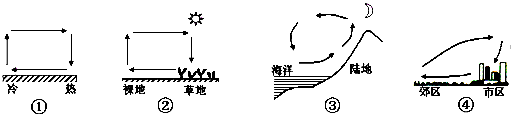 冷 热
①
裸地 草地
②
海洋 陆地
③
郊区 市区
④